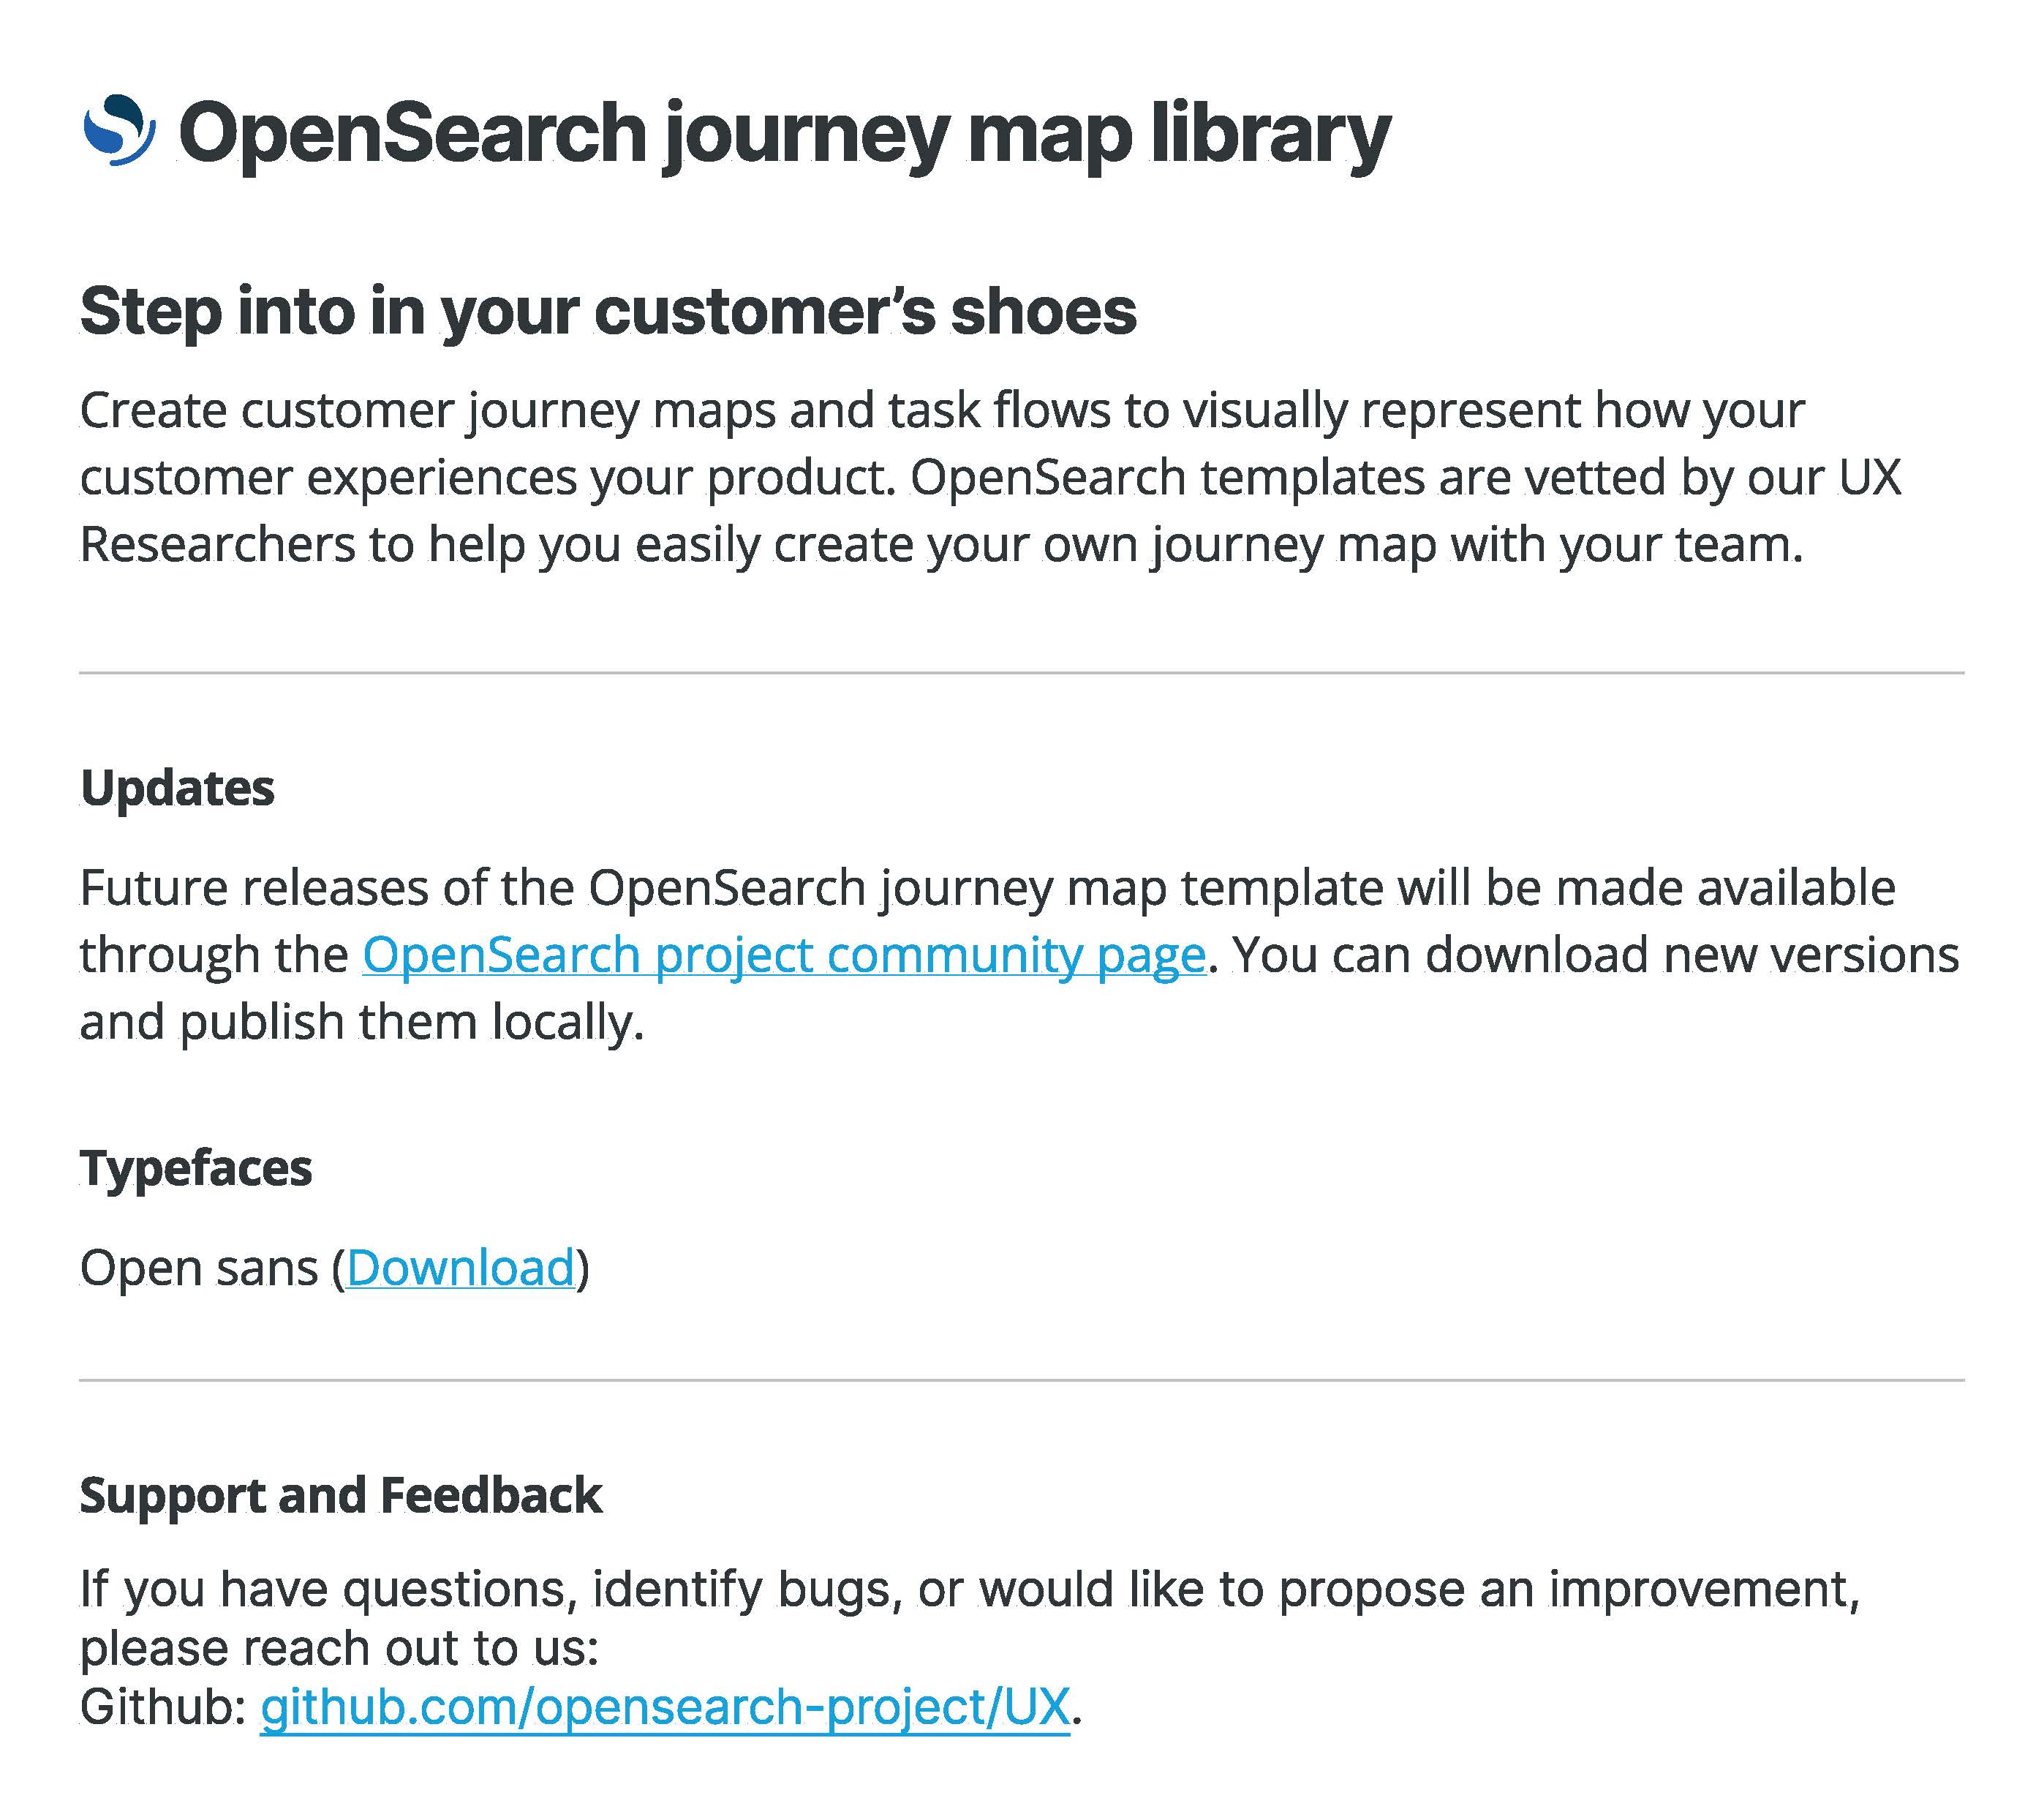 OpenSearch journey map library
Step into in your customer’s shoes
Create customer journey maps and task flows to visually represent how your
customer experiences your product. OpenSearch templates are vetted by our UX
Researchers to help you easily create your own journey map with your team.
Updates
Future releases of the OpenSearch journey map template will be made available
through the OpenSearch project community page. You can download new versions
and publish them locally.
Typefaces
Open sans (Download)
Support and Feedback
If you have questions, identify bugs, or would like to propose an improvement,
please reach out to us:
Github: github.com/opensearch-project/UX.